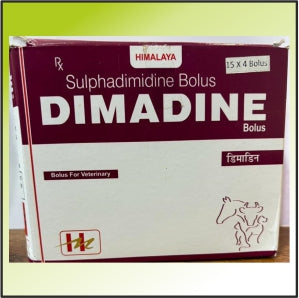 HIMALAYA
Rx
15 X 4 Bolus
Sulphadimidine Bolus
DIMADINE
Bolus
डिमाडिन
Bolus For Veterinary
H